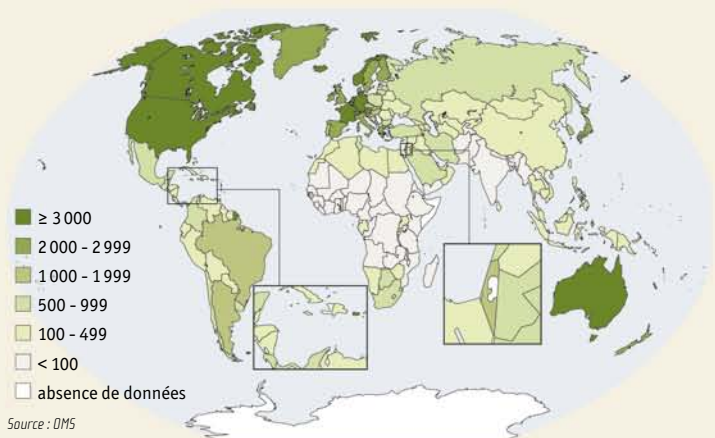 ≥ 3 000
2 000 - 2 999
1 000 - 1 999
500 - 999
100 - 499
< 100
absence de données
Source : OMS